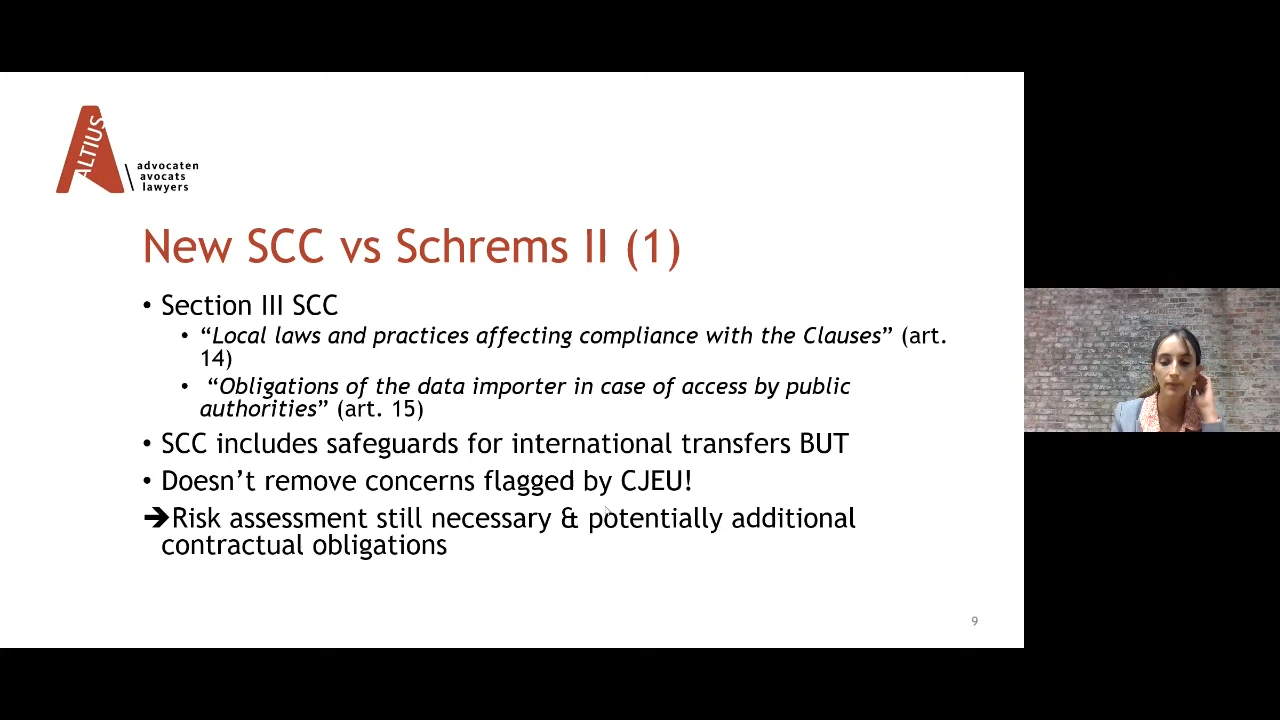 ALTIUS
advocaten
avocats
lawyers
New SCC vs Schrems II (1)
• Section III SCC
• “Local laws and practices affecting compliance with the Clauses” (art.
14)
• “Obligations of the data importer in case of access by public
authorities” (art. 15)
• SCC includes safeguards for international transfers BUT
• Doesn’t remove concerns flagged by CJEU!
➔Risk assessment still necessary & potentially additional
contractual obligations
9